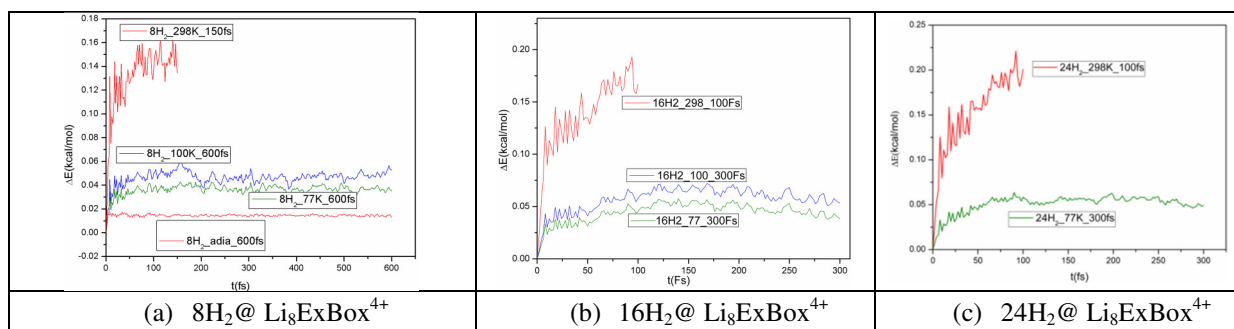 0.18
0.16
0.14
0.12
0.10
0.08
0.06
0.04
0.02
0.00
-0.02
ΔE(kcal/mol)
8H₂_298K_150fs
8H₂_100K_600fs
8H₂_77K_600fs
8H₂_adia_600fs
0 100 200 300 400 500 600
t(fs)
(a) 8H₂@ Li₈ExBox⁴⁺
0.20
0.15
0.10
0.05
0.00
ΔE(kcal/mol)
16H2_298_100Fs
16H2_100_300Fs
16H2_77_300Fs
0 50 100 150 200 250 300
t(Fs)
(b) 16H₂@ Li₈ExBox⁴⁺
0.25
0.20
0.15
0.10
0.05
0.00
ΔE(kcal/mol)
24H₂_298K_100fs
24H₂_77K_300fs
0 50 100 150 200 250 300
t(fs)
(c) 24H₂@ Li₈ExBox⁴⁺